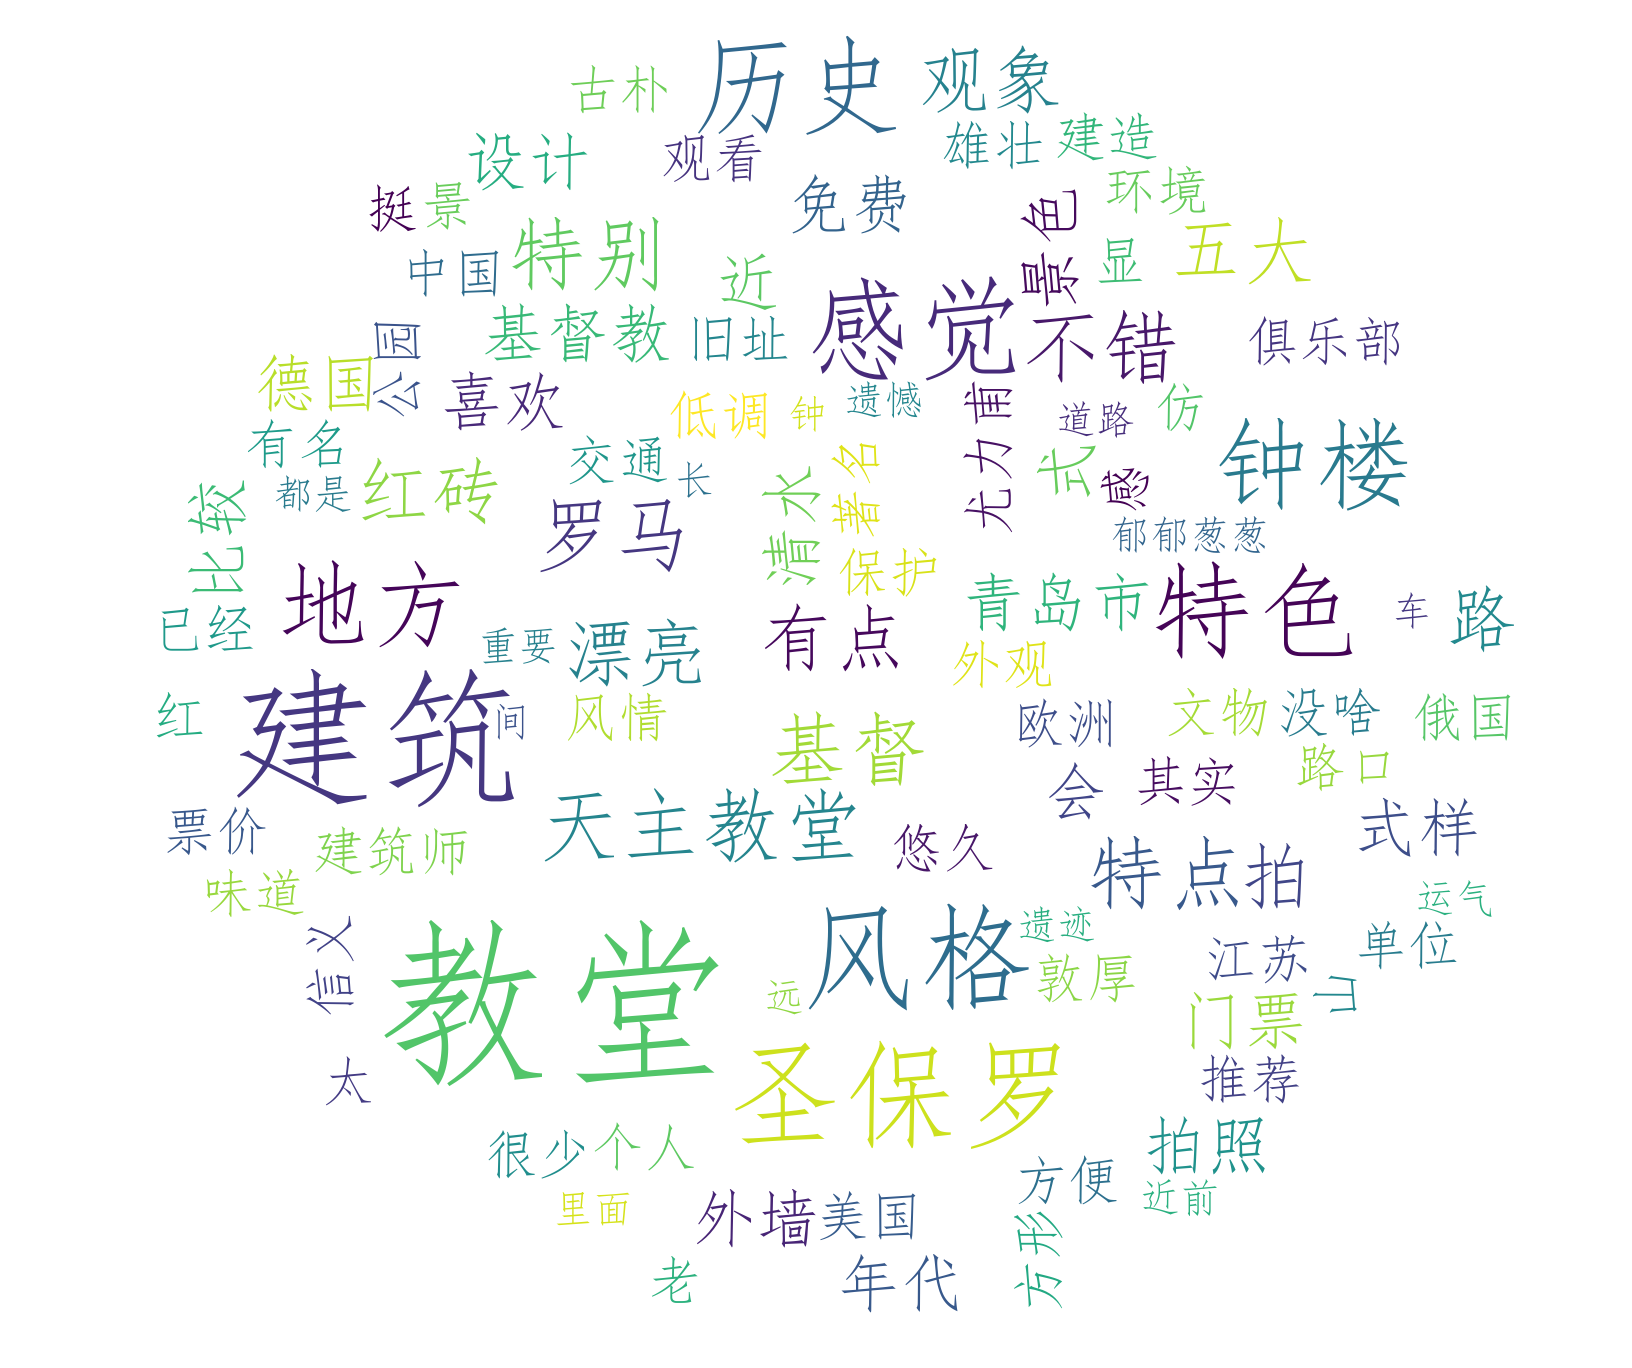 历史
观象
古朴
雄壮
建造
设计
观看
挺
景
免费
景色
环境
特别
中国
近
显
五大
感觉
不错
俱乐部
基督教
旧址
公园
德国
喜欢
低调
钟
遗憾
尤力甫
道路
仿
有名
都是
红砖
交通
长
清水
著名
式
感
钟楼
比较
罗马
郁郁葱葱
保护
地方
青岛市
特色
车
路
已经
重要
漂亮
有点
外观
红
建筑
间
风情
基督
欧洲
文物
没啥
俄国
路口
会
其实
票价
建筑师
天主教堂
悠久
特点
拍
式样
味道
运气
信义
教堂
远
风格
遗迹
敦厚
江苏
单位
山
门票
太
圣保罗
推荐
很少
个人
拍照
里面
外墙
美国
方便
近前
老
年代
方形